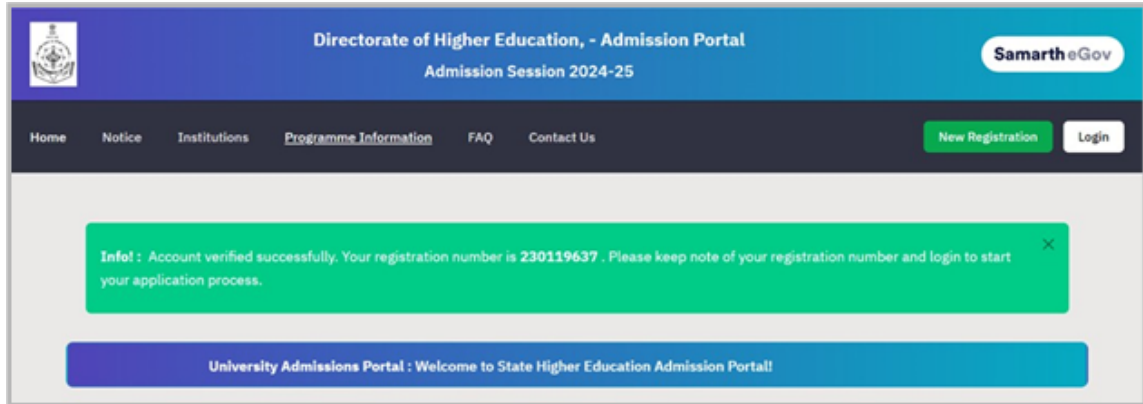 Directorate of Higher Education, - Admission Portal
Admission Session 2024-25
Samarth eGov
Home Notice Institutions Programme Information FAQ Contact Us New Registration Login
Info! : Account verified successfully. Your registration number is 230119637 . Please keep note of your registration number and login to start
your application process.
University Admissions Portal : Welcome to State Higher Education Admission Portal!